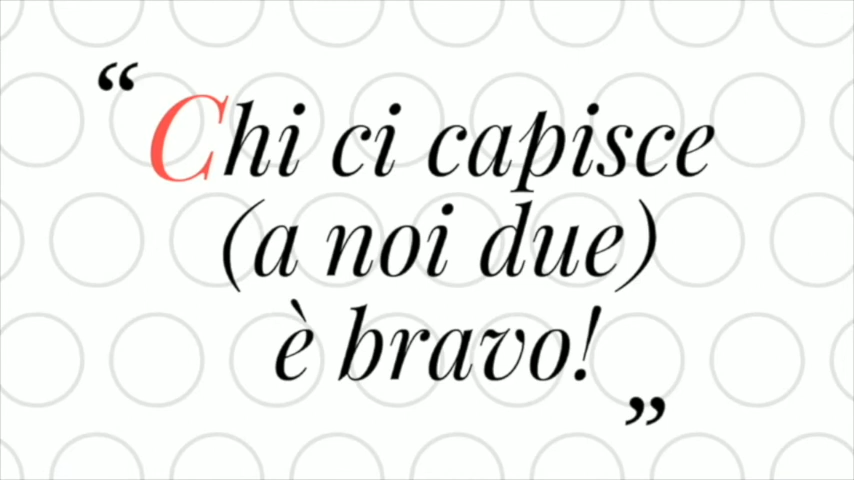 “Chi ci capisce
(a noi due)
è bravo!”